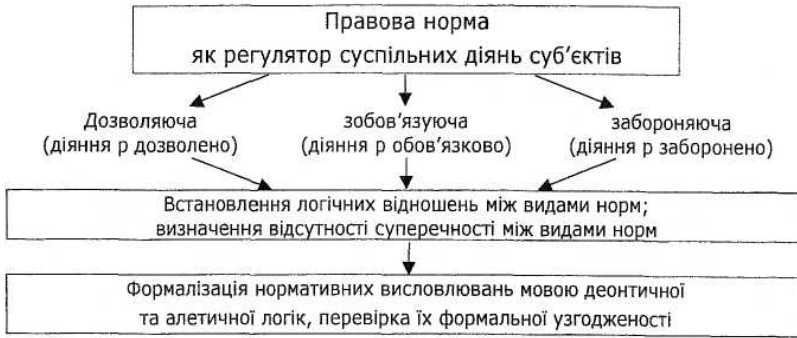 Правова норма
як регулятор суспільних діянь суб'єктів
Дозволяюча
(діяння р дозволено)
зобов'язуюча
(діяння р обов'язково)
забороняюча
(діяння р заборонено)
Встановлення логічних відношень між видами норм;
визначення відсутності суперечності між видами норм
Формалізація нормативних висловлювань мовою деонтичної
та алетичної логік, перевірка їх формальної узгодженості